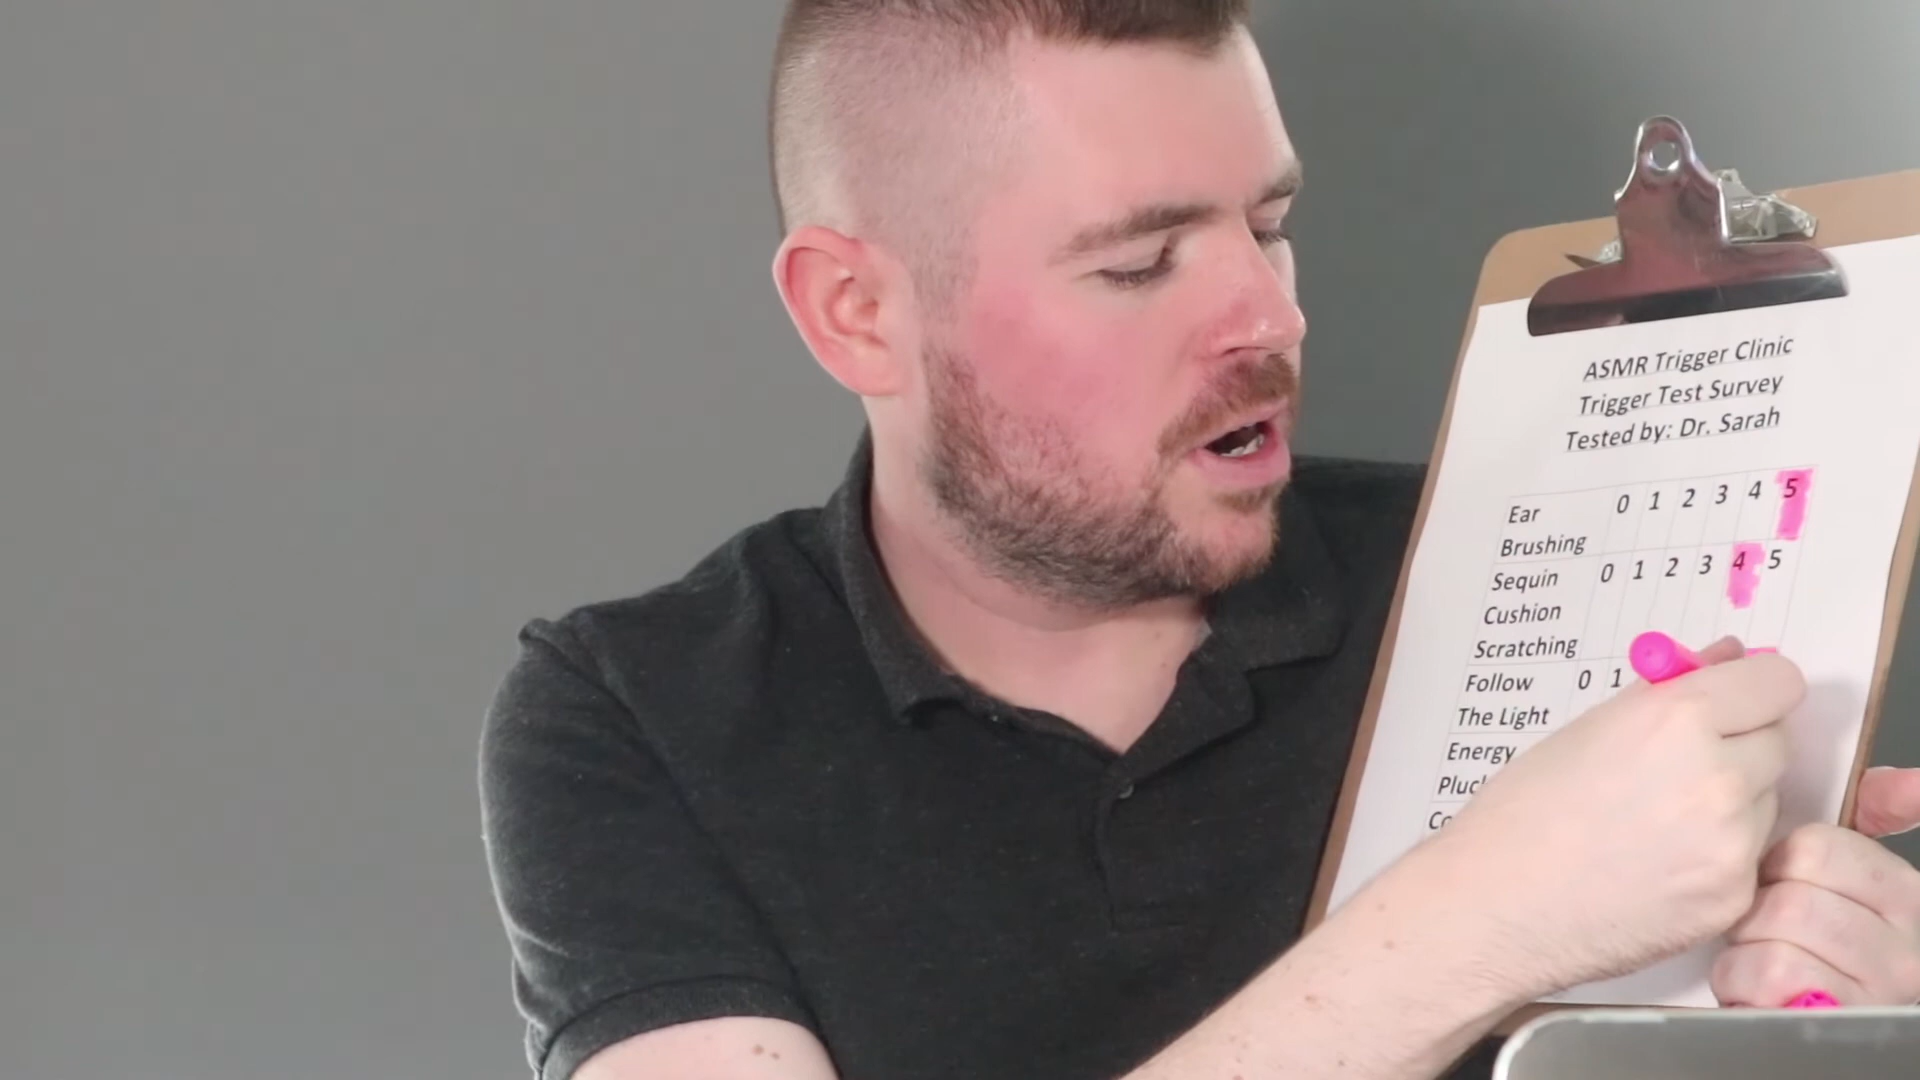 ASMR Trigger Clinic
Trigger Test Survey
Tested by: Dr. Sarah
Ear 0 1 2 3 4 5
Brushing
Sequin 0 1 2 3 4 5
Cushion
Scratching
Follow 0 1
The Light
Energy